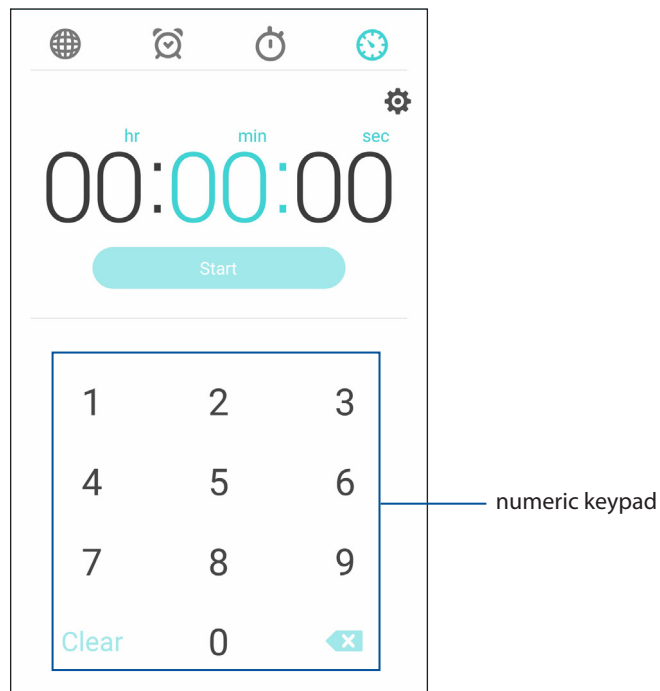 hr min sec
00:00:00
Start
1 2 3
4 5 6
numeric keypad
7 8 9
Clear 0